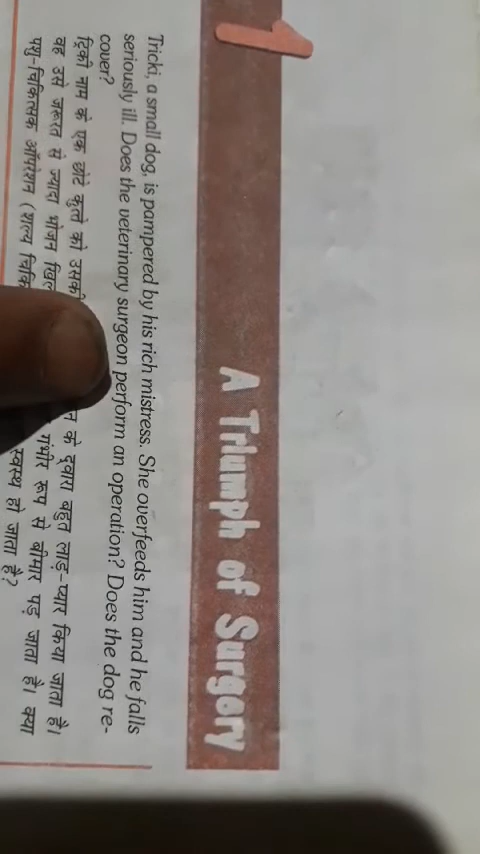 1
A Triumph of Surgery
Tricki, a small dog, is pampered by his rich mistress. She overfeeds him and he falls
seriously ill. Does the veterinary surgeon perform an operation? Does the dog re-
cover?
ट्रिकी नाम के एक छोटे कुत्ते को उसकी के द्वारा बहुत लाड़-प्यार किया जाता है।
वह उसे जरूरत से ज्यादा भोजन गंभीर रूप से बीमार पड़ जाता है। क्या
पशु-चिकित्सक ऑपरेशन (शल्य स्वस्थ हो जाता है?